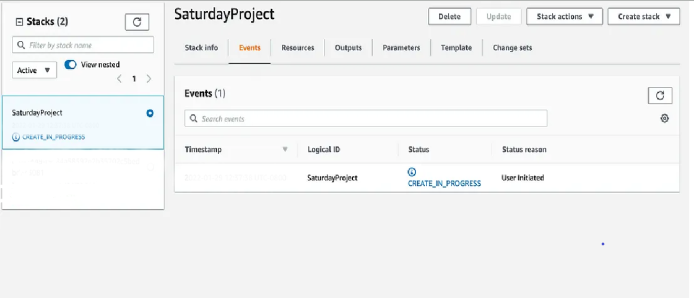 Stacks (2)
Filter by stack name
Active
View nested
1
SaturdayProject
CREATE_IN_PROGRESS
SaturdayProject
Delete
Update
Stack actions
Create stack
Stack info
Events
Resources
Outputs
Parameters
Template
Change sets
Events (1)
Search events
Timestamp
Logical ID
Status
Status reason
SaturdayProject
CREATE_IN_PROGRESS
User Initiated